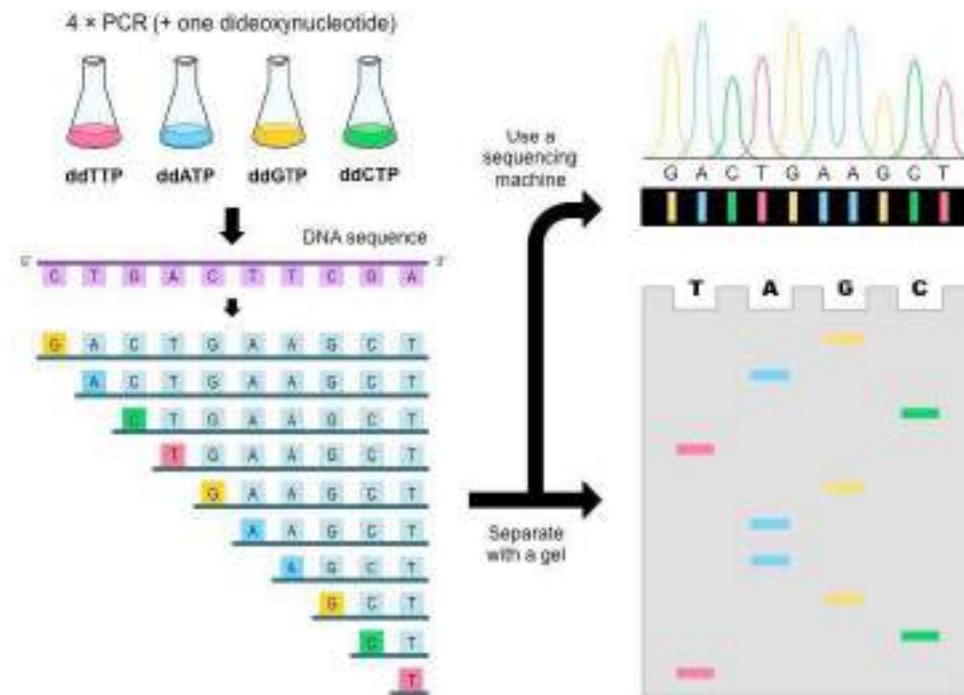 4 × PCR (+ one dideoxynucleotide)
ddTTP ddATP ddGTP ddCTP
DNA sequence
5' 3'
C T G A C T T C G A
G A C T G A A G C T
A C T G A A G C T
C T G A A G C T
T G A A G C T
G A A G C T
A A G C T
A G C T
G C T
C T
T
Use a
sequencing
machine
G A C T G A A G C T
Separate
with a gel
T A G C